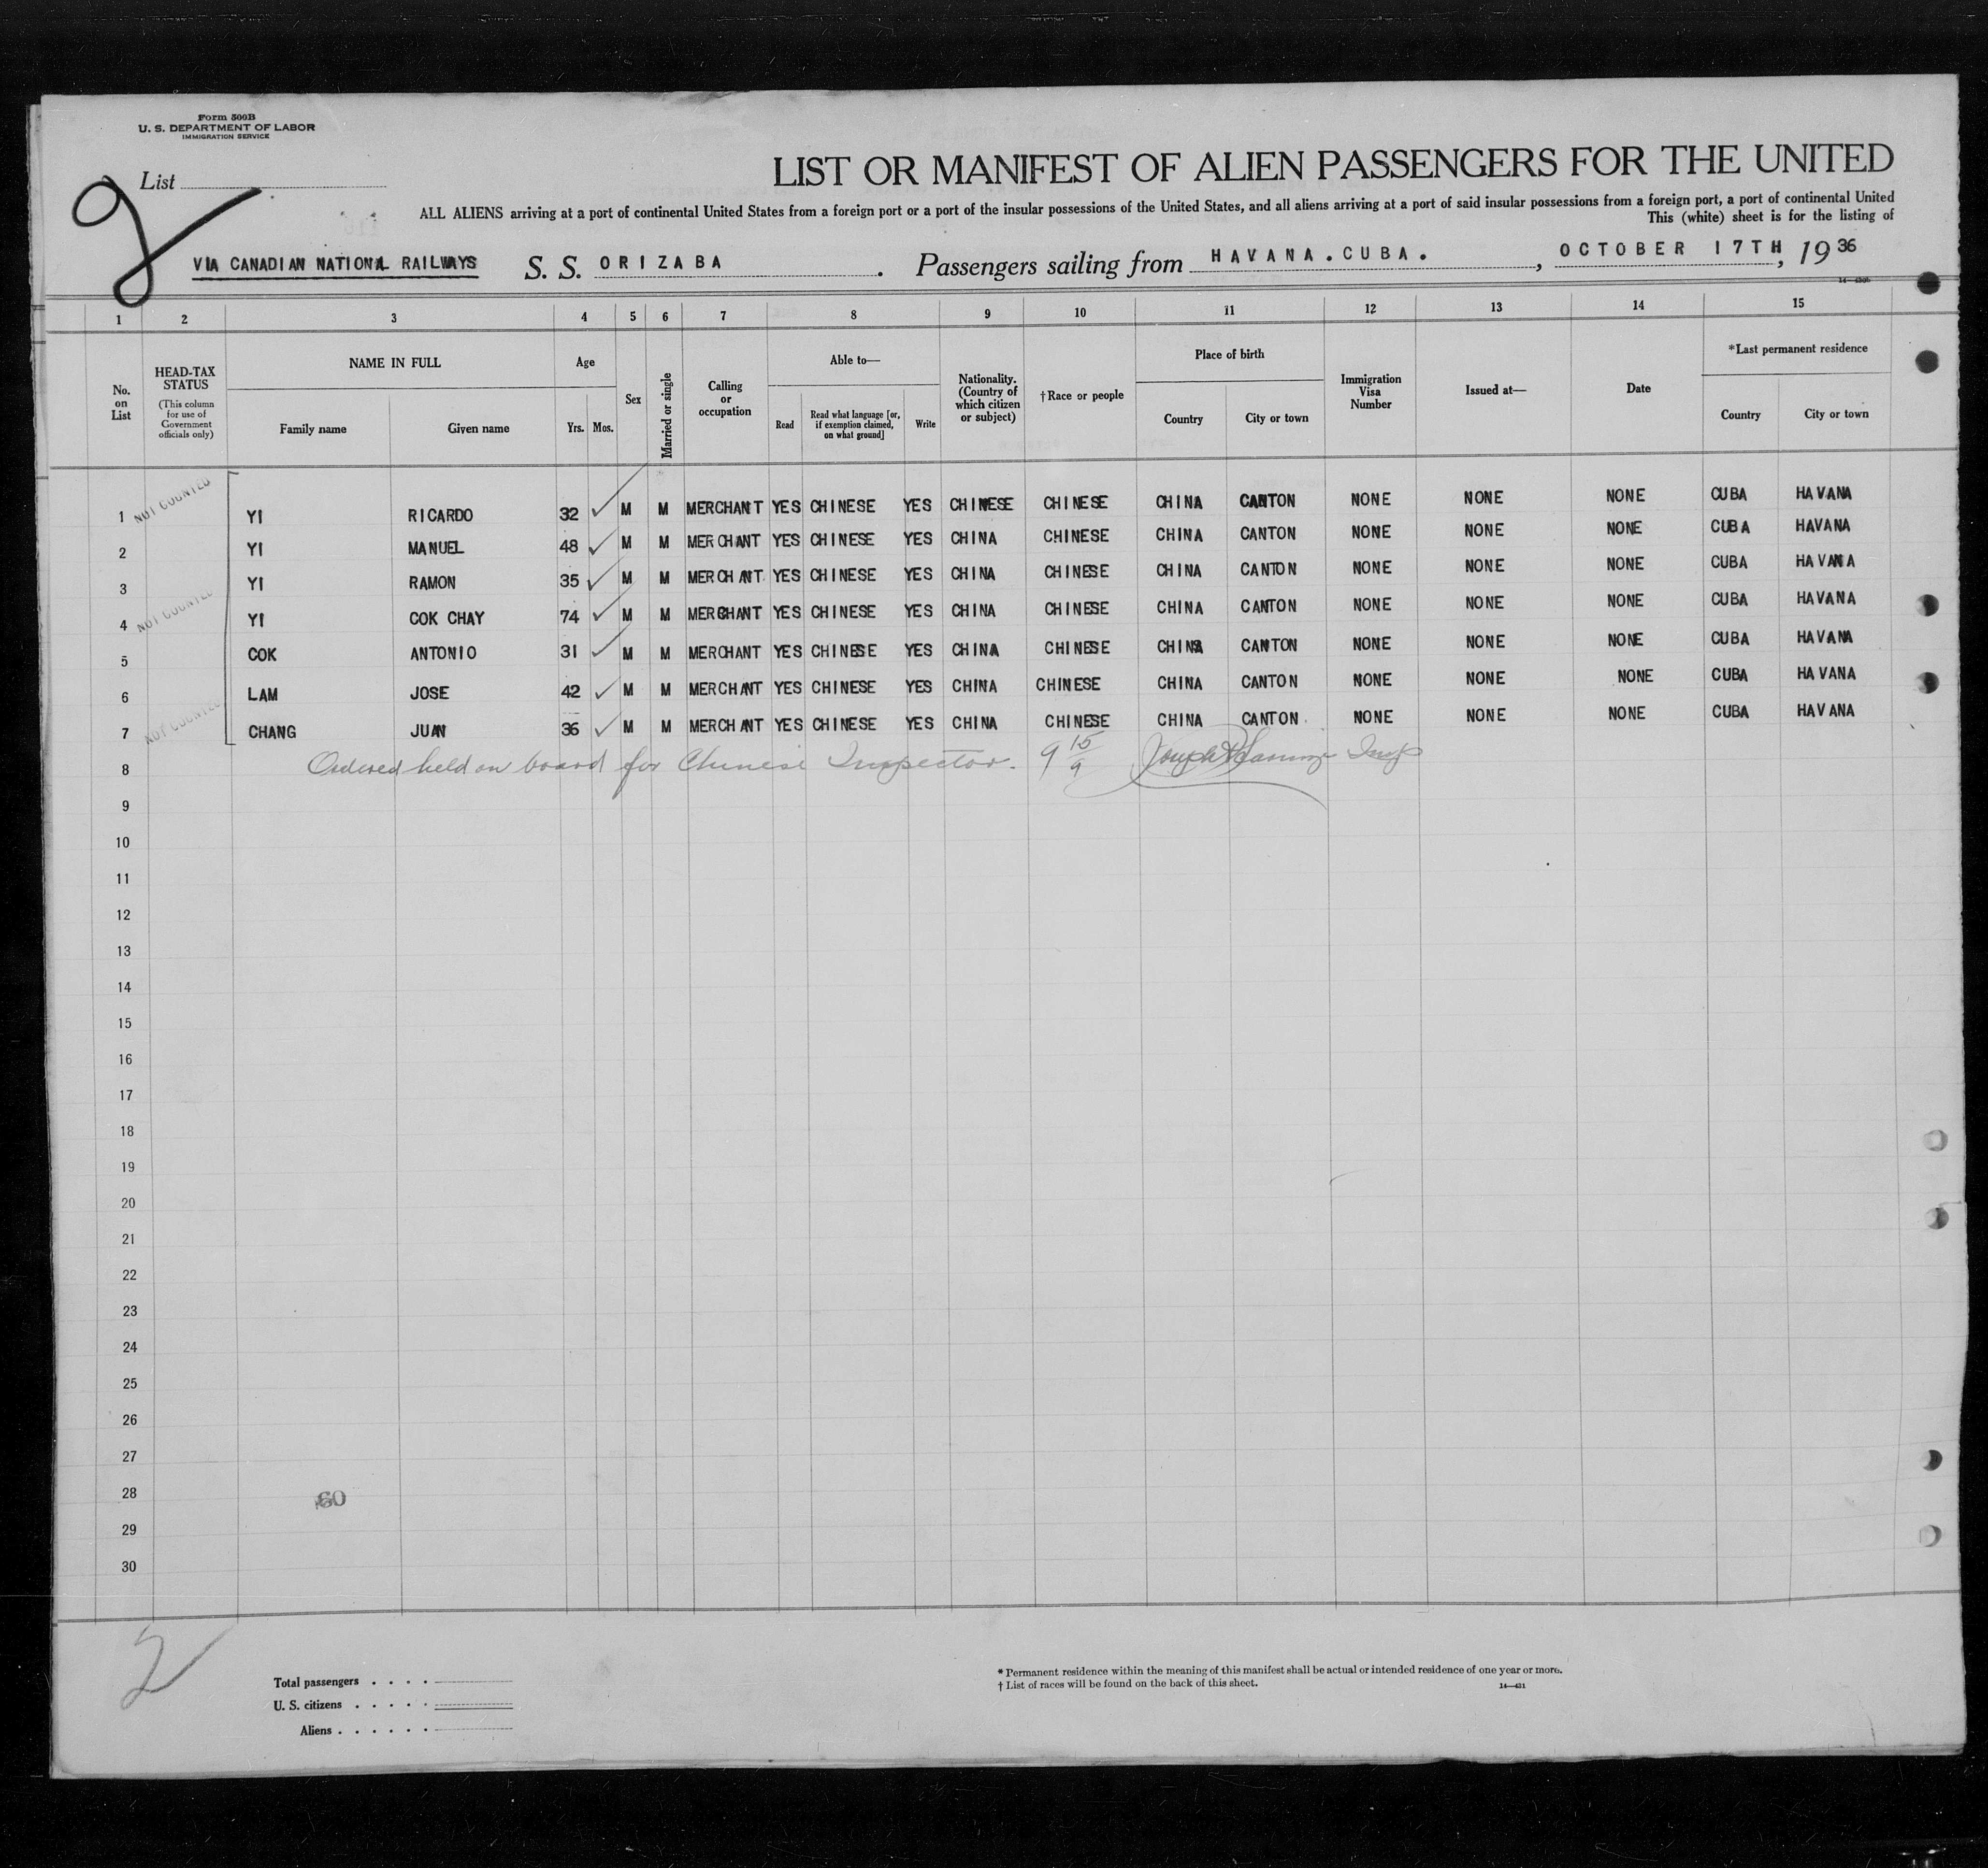 Form 500B
U. S. DEPARTMENT OF LABOR
IMMIGRATION SERVICE
2
List
LIST OR MANIFEST OF ALIEN PASSENGERS FOR THE UNITED
ALL ALIENS arriving at a port of continental United States from a foreign port or a port of the insular possessions of the United States, and all aliens arriving at a port of said insular possessions from a foreign port, a port of continental United
This (white) sheet is for the listing of
VIA CANADIAN NATIONAL RAILWAYS S. S. ORIZABA . Passengers sailing from HAVANA.CUBA. , OCTOBER 17TH, 1936
1 2 3 4 5 6 7 8 9 10 11 12 13 14 15
No. on List
HEAD-TAX STATUS (This column for use of Government officials only)
NAME IN FULL
Family name Given name
Age
Yrs. Mos.
Sex
Married or single
Calling or occupation
Able to—
Read Read what language [or, if exemption claimed, on what ground] Write
Nationality. (Country of which citizen or subject)
†Race or people
Place of birth
Country City or town
Immigration Visa Number
Issued at—
Date
*Last permanent residence
Country City or town
1 NOT COUNTED YI RICARDO 32 M M MERCHANT YES CHINESE YES CHINESE CHINESE CHINA CANTON NONE NONE NONE CUBA HAVANA
2 YI MANUEL 48 M M MERCHANT YES CHINESE YES CHINA CHINESE CHINA CANTON NONE NONE NONE CUBA HAVANA
3 YI RAMON 35 M M MERCHANT YES CHINESE YES CHINA CHINESE CHINA CANTON NONE NONE NONE CUBA HAVANA
4 NOT COUNTED YI COK CHAY 74 M M MERCHANT YES CHINESE YES CHINA CHINESE CHINA CANTON NONE NONE NONE CUBA HAVANA
5 COK ANTONIO 31 M M MERCHANT YES CHINESE YES CHINA CHINESE CHINA CANTON NONE NONE NONE CUBA HAVANA
6 LAM JOSE 42 M M MERCHANT YES CHINESE YES CHINA CHINESE CHINA CANTON NONE NONE NONE CUBA HAVANA
7 NOT COUNTED CHANG JUAN 36 M M MERCHANT YES CHINESE YES CHINA CHINESE CHINA CANTON NONE NONE NONE CUBA HAVANA
8 Ordered held on board for Chinese Inspector. 9 15/9
9
10
11
12
13
14
15
16
17
18
19
20
21
22
23
24
25
26
27
28 60
29
30
2
Total passengers . . . .
U. S. citizens . . . . .
Aliens . . . . . .
* Permanent residence within the meaning of this manifest shall be actual or intended residence of one year or more.
† List of races will be found on the back of this sheet.
14—421